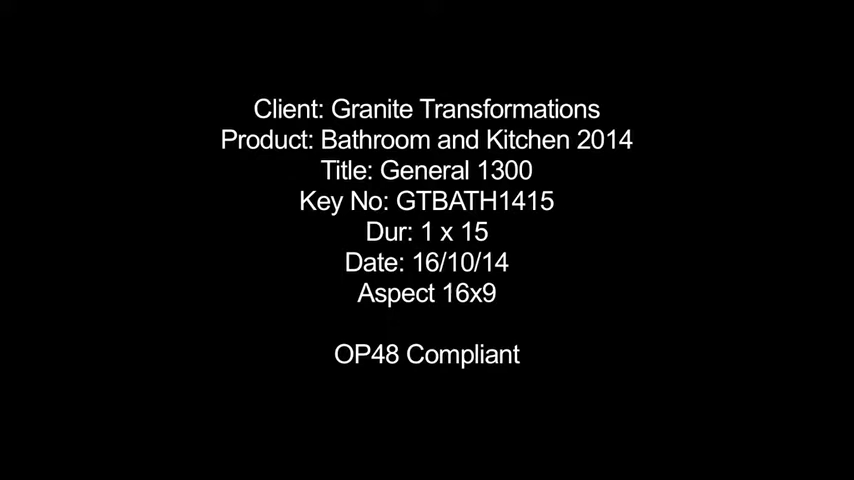 Client: Granite Transformations
Product: Bathroom and Kitchen 2014
Title: General 1300
Key No: GTBATH1415
Dur: 1 x 15
Date: 16/10/14
Aspect 16x9
OP48 Compliant